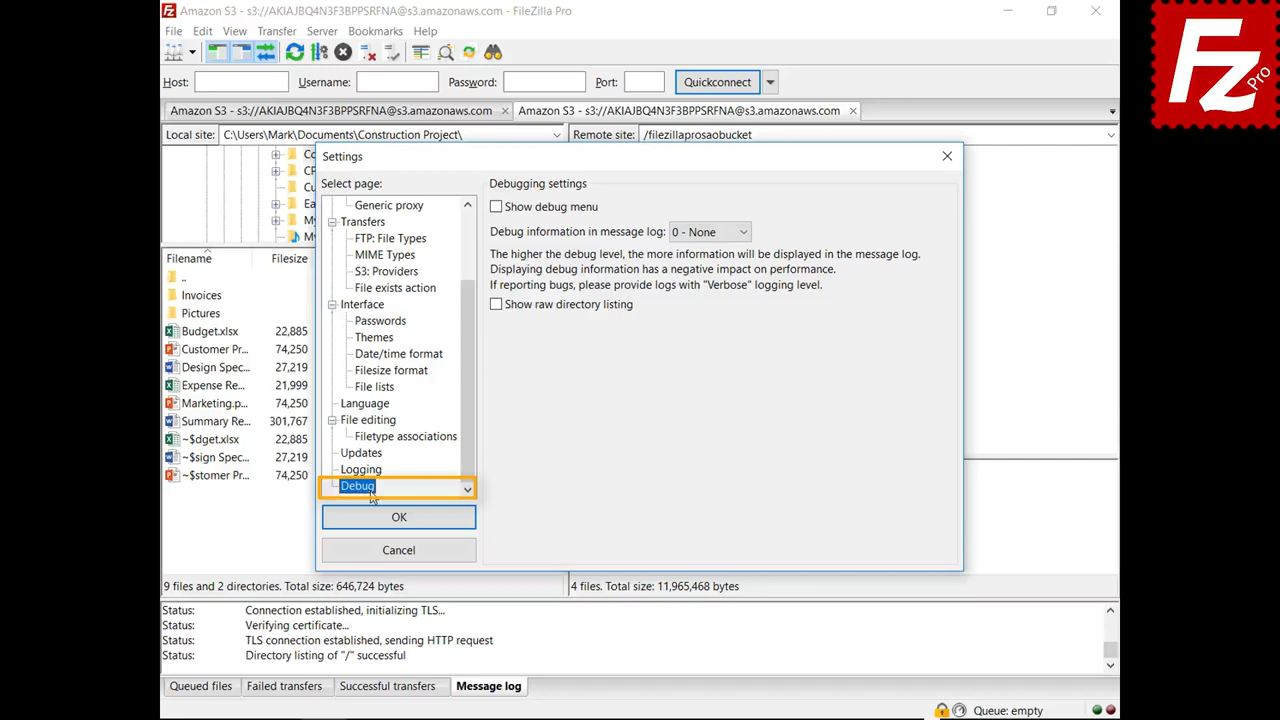 Amazon S3 - s3://AKIAJBQ4N3F3BPPSRFNA@s3.amazonaws.com - FileZilla Pro
File Edit View Transfer Server Bookmarks Help
Host: Username: Password: Port: Quickconnect
Amazon S3 - s3://AKIAJBQ4N3F3BPPSRFNA@s3.amazonaws.com Amazon S3 - s3://AKIAJBQ4N3F3BPPSRFNA@s3.amazonaws.com
Local site: C:\Users\Mark\Documents\Construction Project\ Remote site: /filezillaprosaobucket
Co
CP
Cu
Ea
My
My
Filename Filesize
..
Invoices
Pictures
Budget.xlsx 22,885
Customer Pr... 74,250
Design Spec... 27,219
Expense Re... 21,999
Marketing.p... 74,250
Summary Re... 301,767
~$dget.xlsx 22,885
~$sign Spec... 27,219
~$stomer Pr... 74,250
Settings
Select page:
Generic proxy
Transfers
FTP: File Types
MIME Types
S3: Providers
File exists action
Interface
Passwords
Themes
Date/time format
Filesize format
File lists
Language
File editing
Filetype associations
Updates
Logging
Debug
OK
Cancel
Debugging settings
Show debug menu
Debug information in message log: 0 - None
The higher the debug level, the more information will be displayed in the message log.
Displaying debug information has a negative impact on performance.
If reporting bugs, please provide logs with "Verbose" logging level.
Show raw directory listing
9 files and 2 directories. Total size: 646,724 bytes 4 files. Total size: 11,965,468 bytes
Status: Connection established, initializing TLS...
Status: Verifying certificate...
Status: TLS connection established, sending HTTP request
Status: Directory listing of "/" successful
Queued files Failed transfers Successful transfers Message log
Queue: empty
Fz Pro